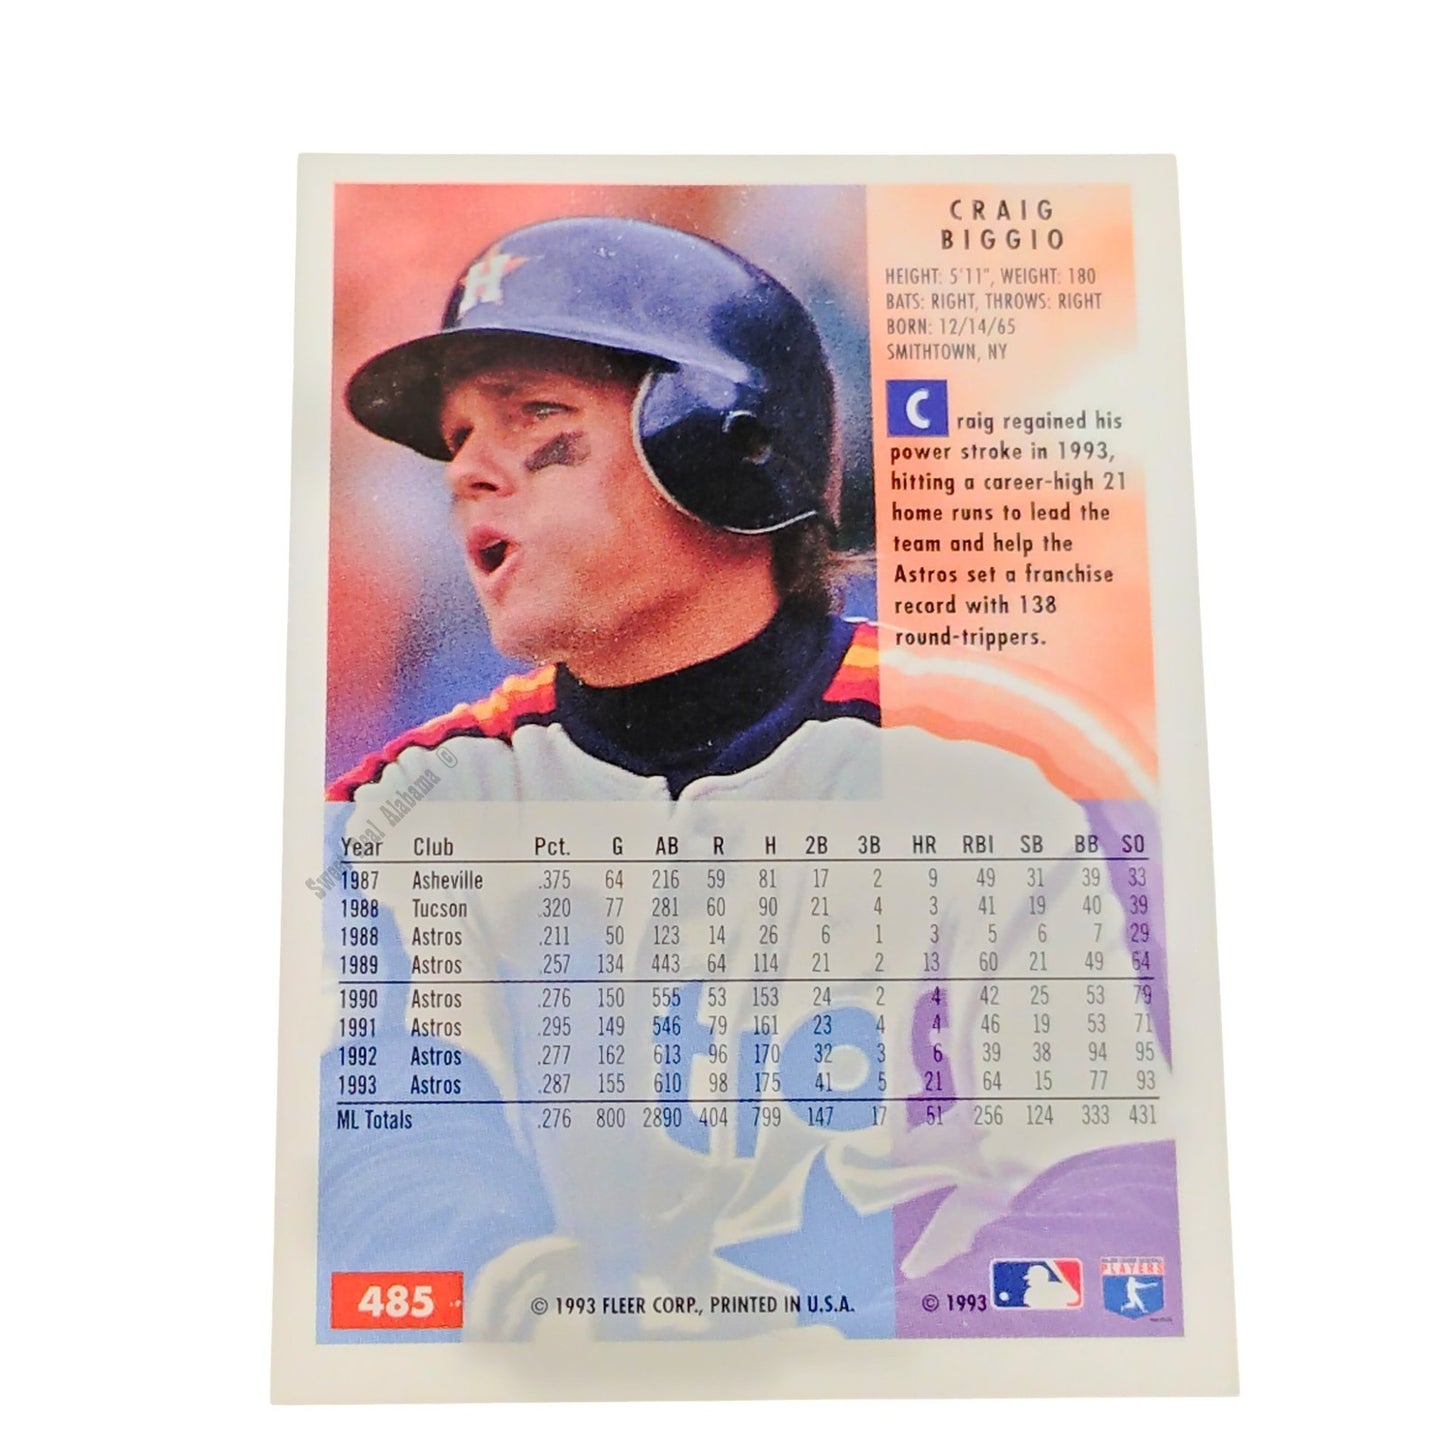 CRAIG
BIGGIO
HEIGHT: 5'11", WEIGHT: 180
BATS: RIGHT, THROWS: RIGHT
BORN: 12/14/65
SMITHTOWN, NY
Craig regained his
power stroke in 1993,
hitting a career-high 21
home runs to lead the
team and help the
Astros set a franchise
record with 138
round-trippers.
Year Club Pct. G AB R H 2B 3B HR RBI SB BB SO
1987 Asheville .375 64 216 59 81 17 2 9 49 31 39 33
1988 Tucson .320 77 281 60 90 21 4 3 41 19 40 39
1988 Astros .211 50 123 14 26 6 1 3 5 6 7 29
1989 Astros .257 134 443 64 114 21 2 13 60 21 49 64
1990 Astros .276 150 555 53 153 24 2 4 42 25 53 79
1991 Astros .295 149 546 79 161 23 4 4 46 19 53 71
1992 Astros .277 162 613 96 170 32 3 6 39 38 94 95
1993 Astros .287 155 610 98 175 41 5 21 64 15 77 93
ML Totals .276 800 2890 404 799 147 17 51 256 124 333 431
485
© 1993 FLEER CORP., PRINTED IN U.S.A.
© 1993
MAJOR LEAGUE BASEBALL
PLAYERS
H
Alabama ©